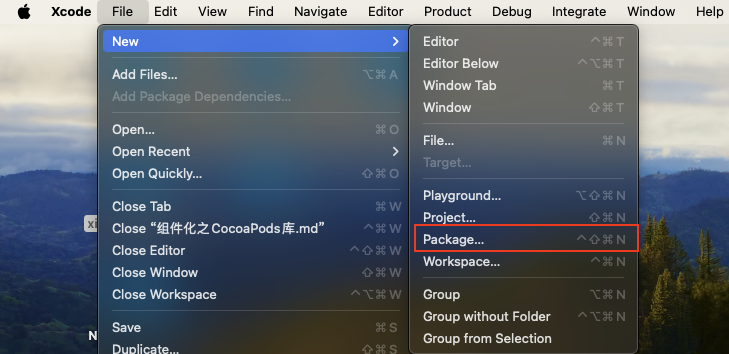 Xcode File Edit View Find Navigate Editor Product Debug Integrate Window Help
New
Add Files... ⌥⌘A
Add Package Dependencies...
Open... ⌘O
Open Recent
Open Quickly... ⇧⌘O
Close Tab ⌘W
Close “组件化之CocoaPods库.md” ^⌘W
Close Editor ^⇧⌘W
Close Window ⇧⌘W
Close Workspace ^⌥⌘W
Save ⌘S
Duplicate... ⇧⌘S
Editor ^⌘T
Editor Below ^⌥⌘T
Window Tab ⌘T
Window ⇧⌘T
File... ⌘N
Target...
Playground... ⌥⇧⌘N
Project... ⇧⌘N
Package... ^⇧⌘N
Workspace... ^⌘N
Group ⌥⌘N
Group without Folder ^⌥⌘N
Group from Selection
xi
N